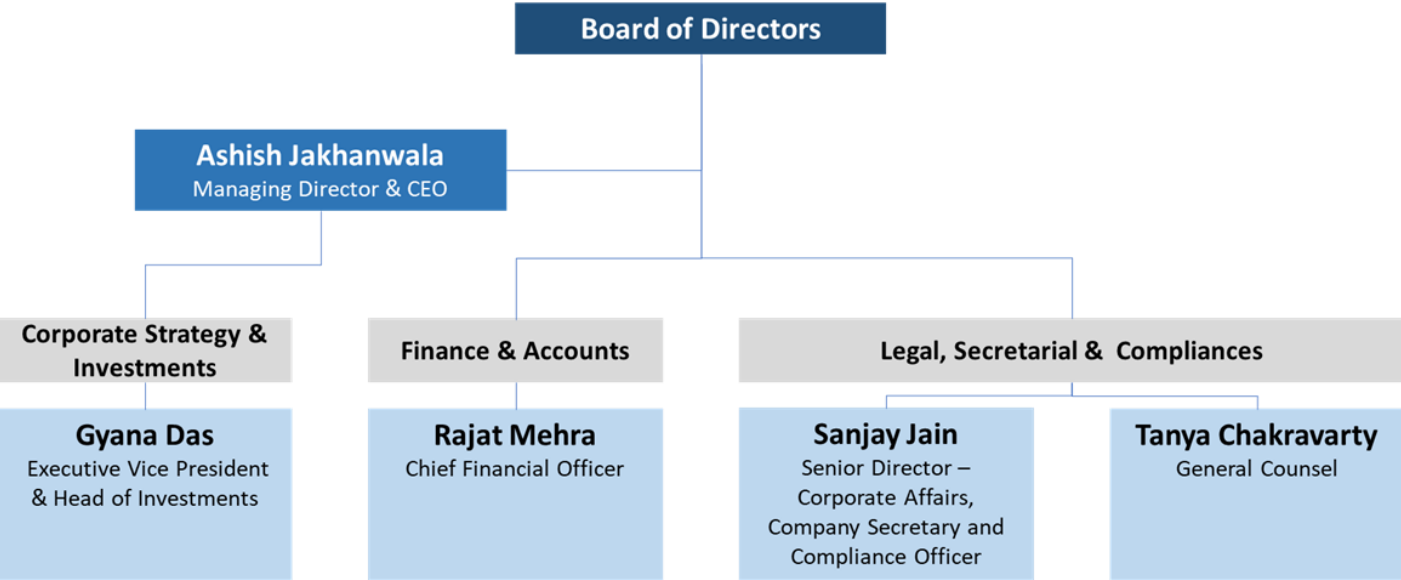 Board of Directors
Ashish Jakhanwala
Managing Director & CEO
Corporate Strategy &
Investments
Finance & Accounts
Legal, Secretarial & Compliances
Gyana Das
Executive Vice President
& Head of Investments
Rajat Mehra
Chief Financial Officer
Sanjay Jain
Senior Director –
Corporate Affairs,
Company Secretary and
Compliance Officer
Tanya Chakravarty
General Counsel